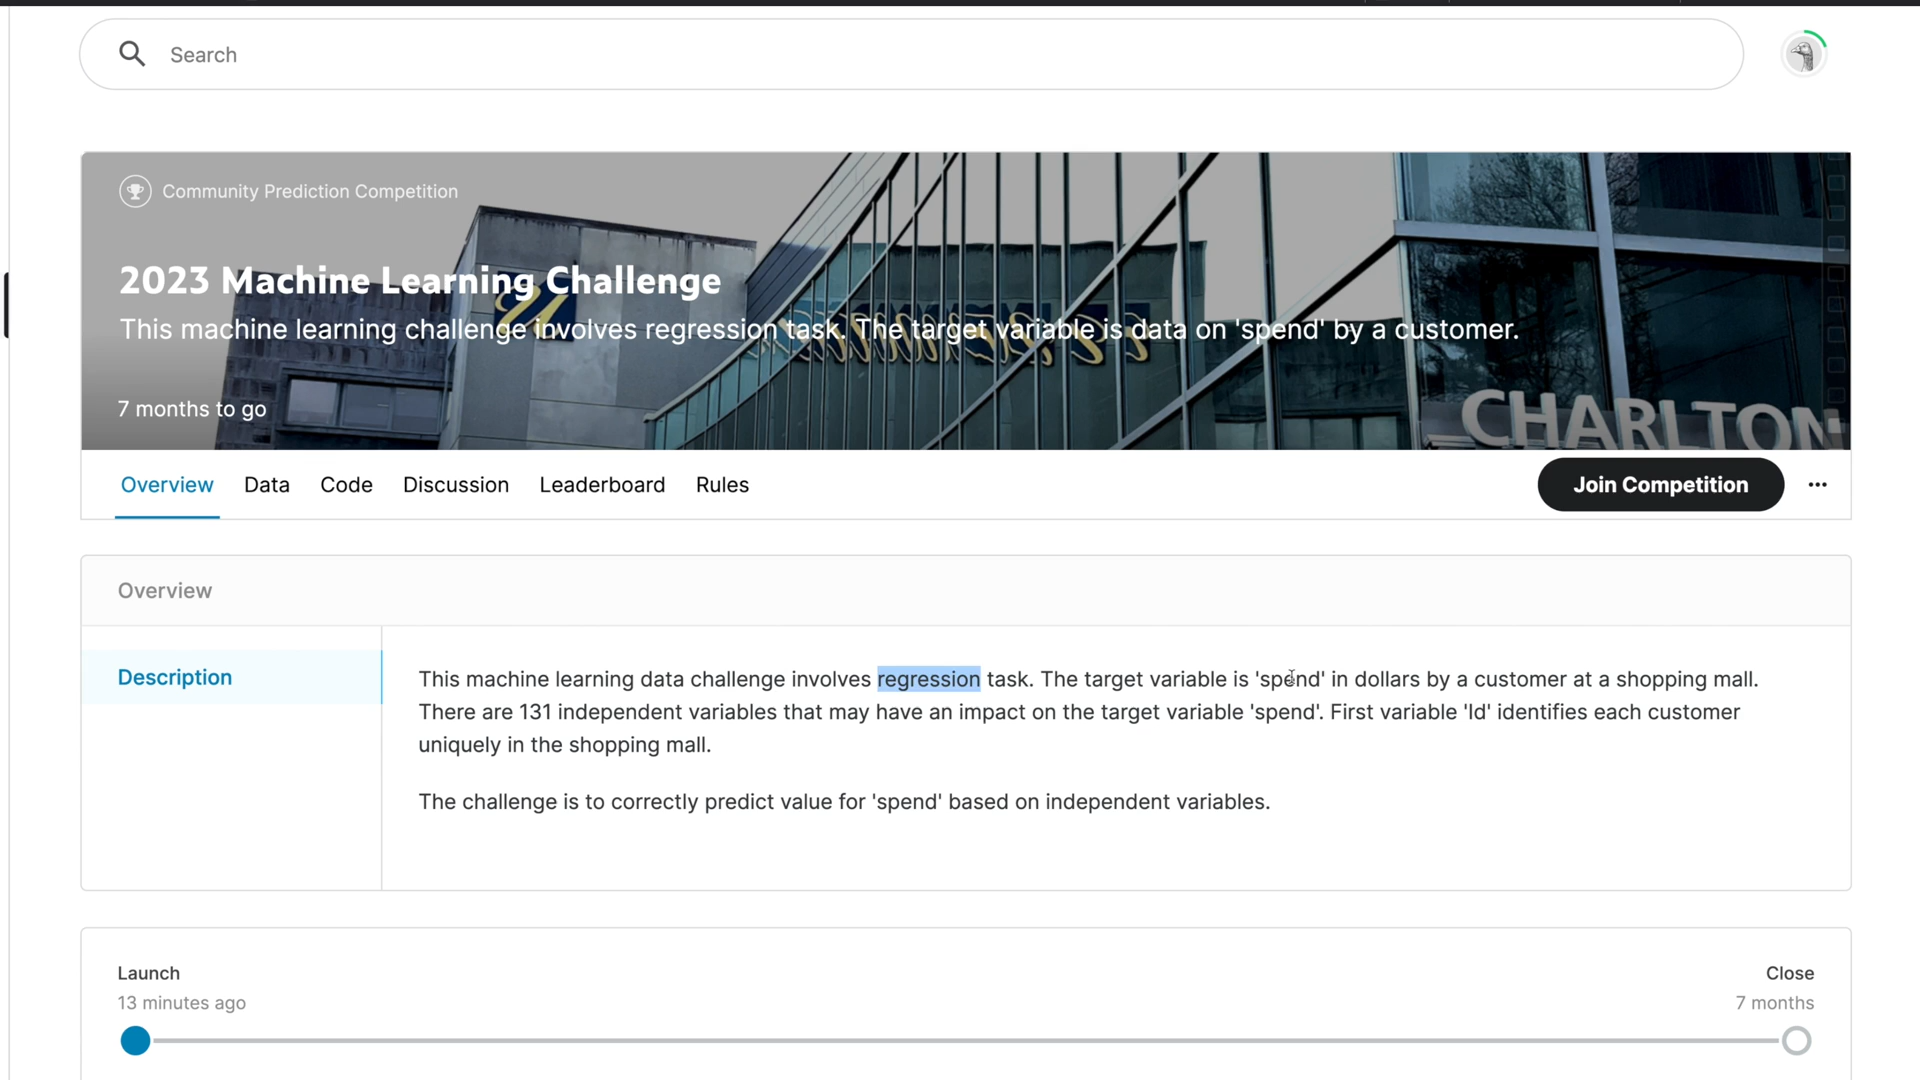 Search
Community Prediction Competition
2023 Machine Learning Challenge
This machine learning challenge involves regression task. The target variable is data on 'spend' by a customer.
7 months to go
CHARLTON
Overview Data Code Discussion Leaderboard Rules Join Competition
Overview
Description
This machine learning data challenge involves regression task. The target variable is 'spend' in dollars by a customer at a shopping mall.
There are 131 independent variables that may have an impact on the target variable 'spend'. First variable 'Id' identifies each customer
uniquely in the shopping mall.
The challenge is to correctly predict value for 'spend' based on independent variables.
Launch Close
13 minutes ago 7 months